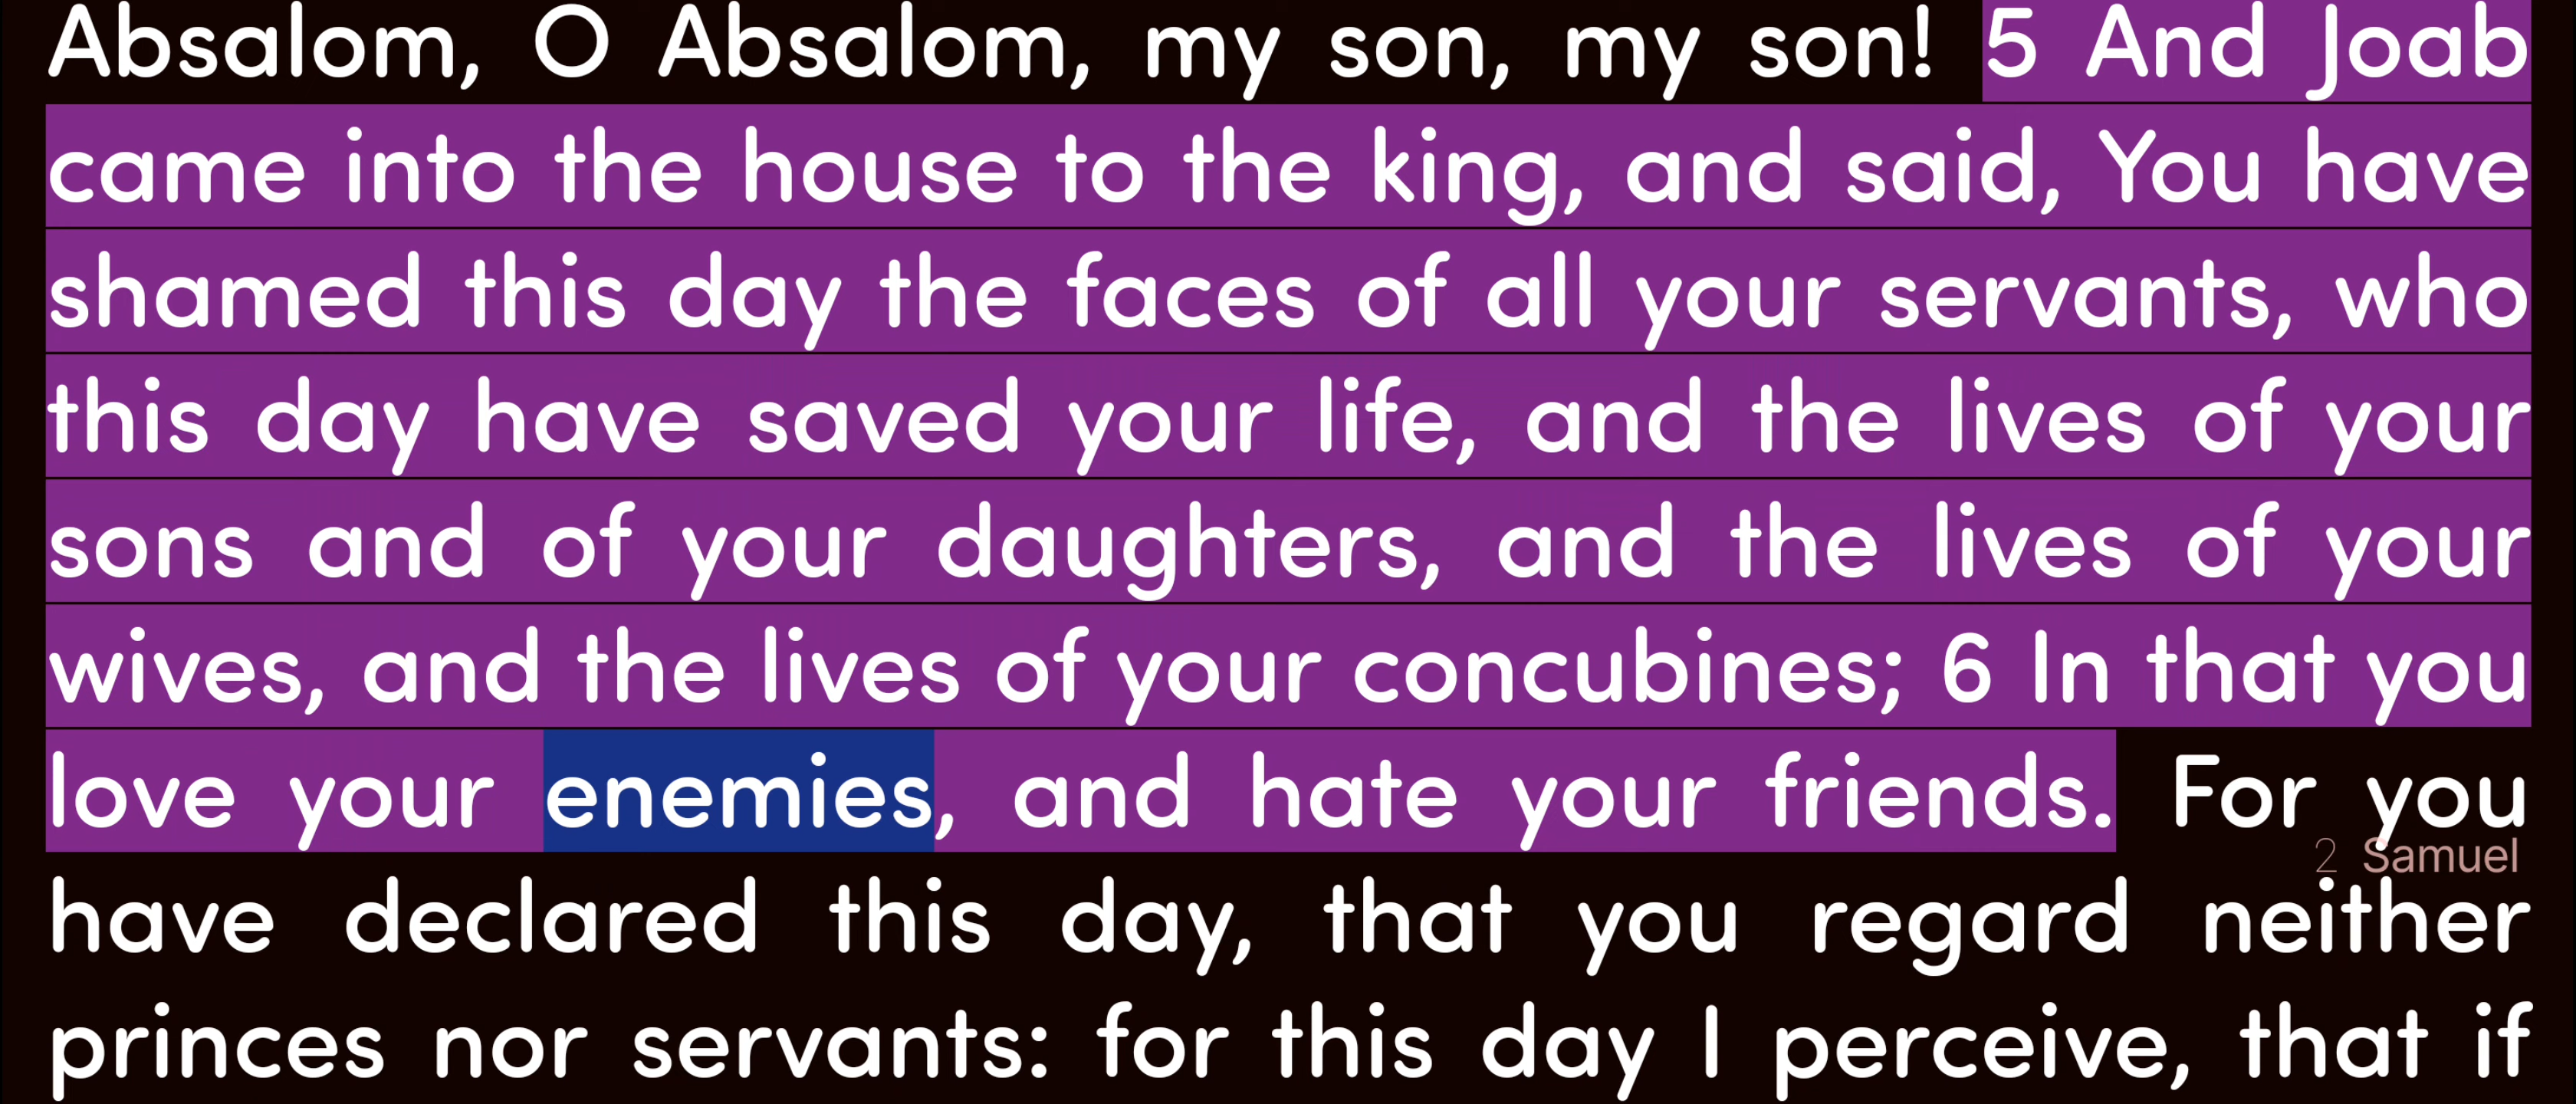 Absalom, O Absalom, my son, my son! 5 And Joab
came into the house to the king, and said, You have
shamed this day the faces of all your servants, who
this day have saved your life, and the lives of your
sons and of your daughters, and the lives of your
wives, and the lives of your concubines; 6 In that you
love your enemies, and hate your friends. For you
2 Samuel
have declared this day, that you regard neither
princes nor servants: for this day I perceive, that if